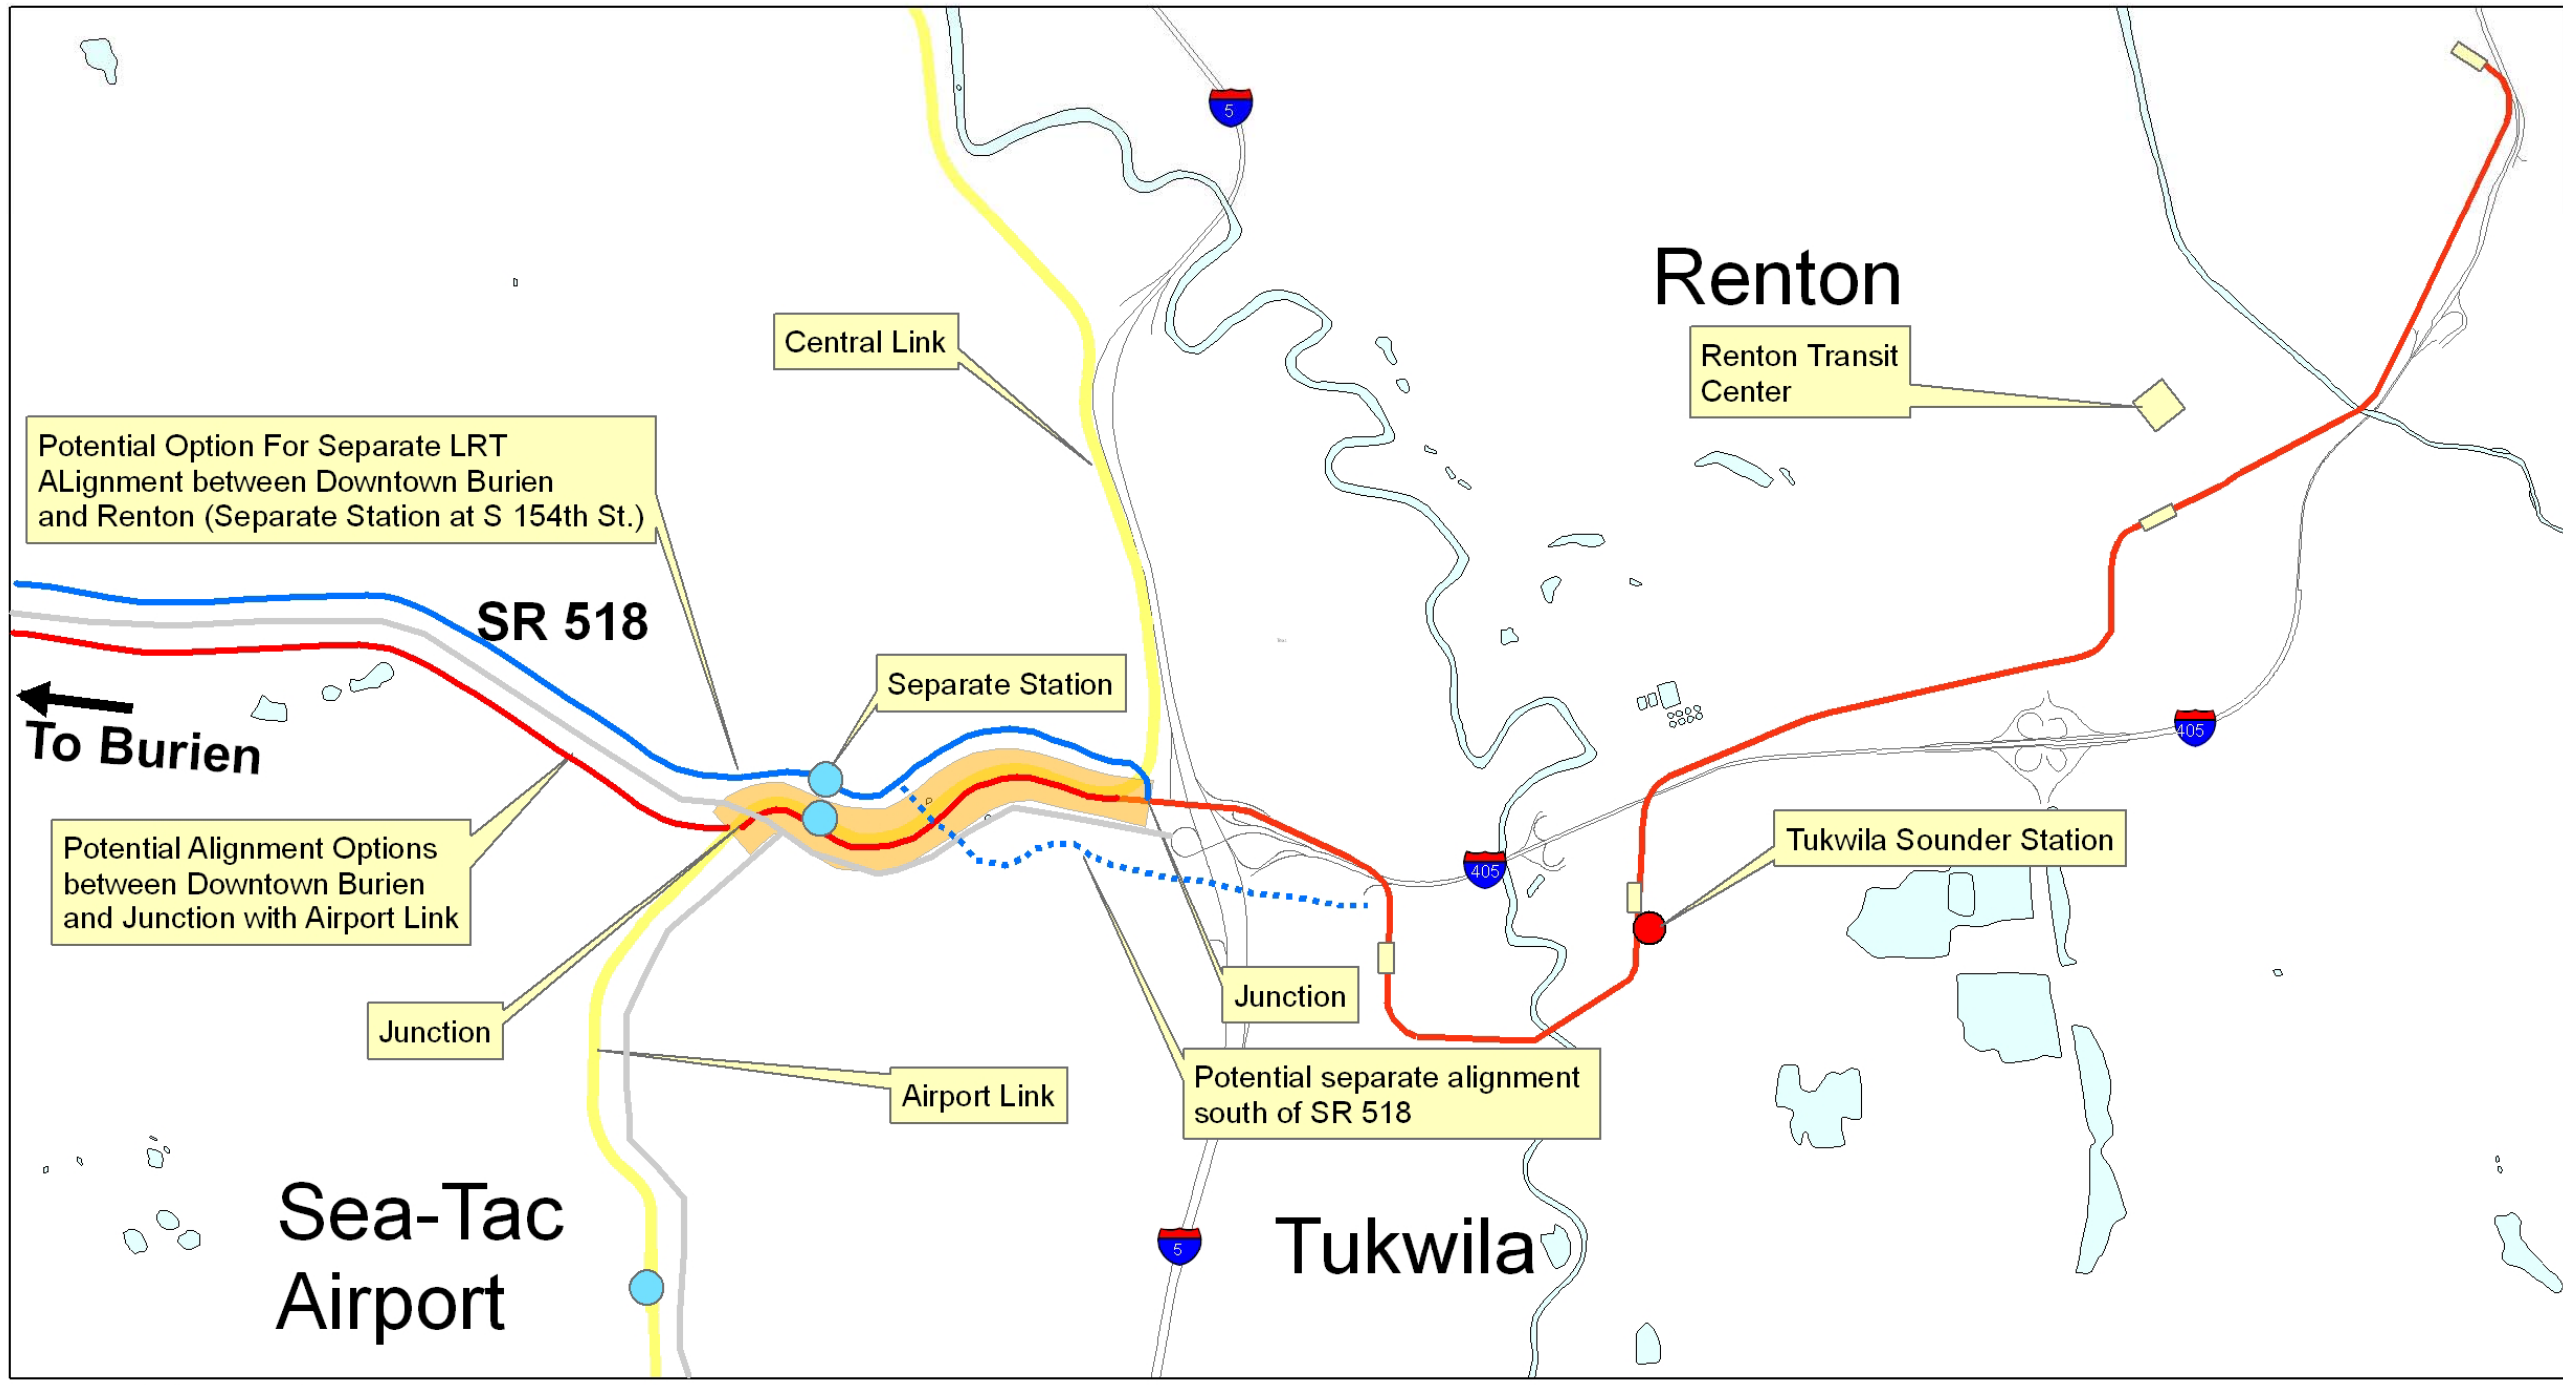 5
Renton
Central Link
Renton Transit
Center
Potential Option For Separate LRT
ALignment between Downtown Burien
and Renton (Separate Station at S 154th St.)
SR 518
Separate Station
To Burien
405
Potential Alignment Options
between Downtown Burien
and Junction with Airport Link
Tukwila Sounder Station
405
Junction
Junction
Airport Link
Potential separate alignment
south of SR 518
Sea-Tac
Airport
5
Tukwila